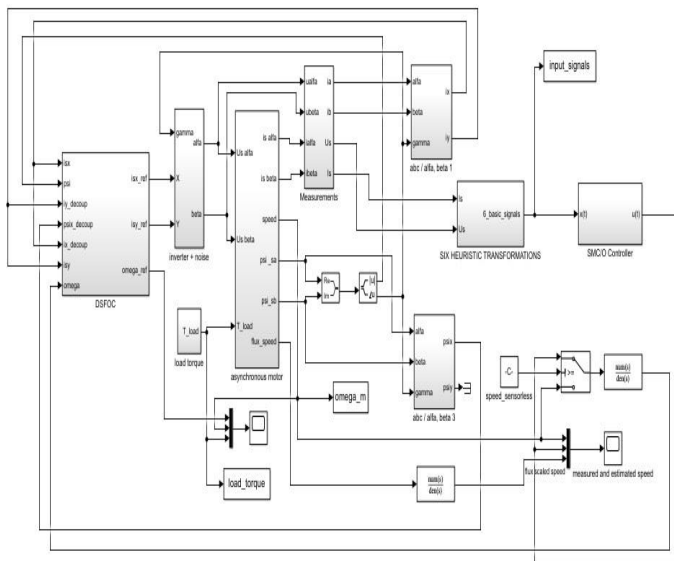 input_signals
isx
psi
iy_decoup
psix_decoup
ix_decoup
isy
omega
isx_ref
isy_ref
omega_ref
DSFOC
gamma
X
Y
alfa
beta
inverter + noise
Us alfa
Us beta
T_load
is alfa
is beta
speed
psi_sa
psi_sb
flux_speed
asynchronous motor
ualfa
ubeta
ialfa
ibeta
ia
ib
Us
Is
Measurements
alfa
beta
gamma
ix
iy
abc / alfa, beta 1
Is
Us
6_basic_signals
SIX HEURISTIC TRANSFORMATIONS
x(t)
u(t)
SMC/O Controller
Re
Im
|u|
T_load
load torque
alfa
beta
gamma
psix
psiy
abc / alfa, beta 3
-C-
speed_sensorless
num(s)
den(s)
omega_m
load_torque
num(s)
den(s)
flux scaled speed
measured and estimated speed